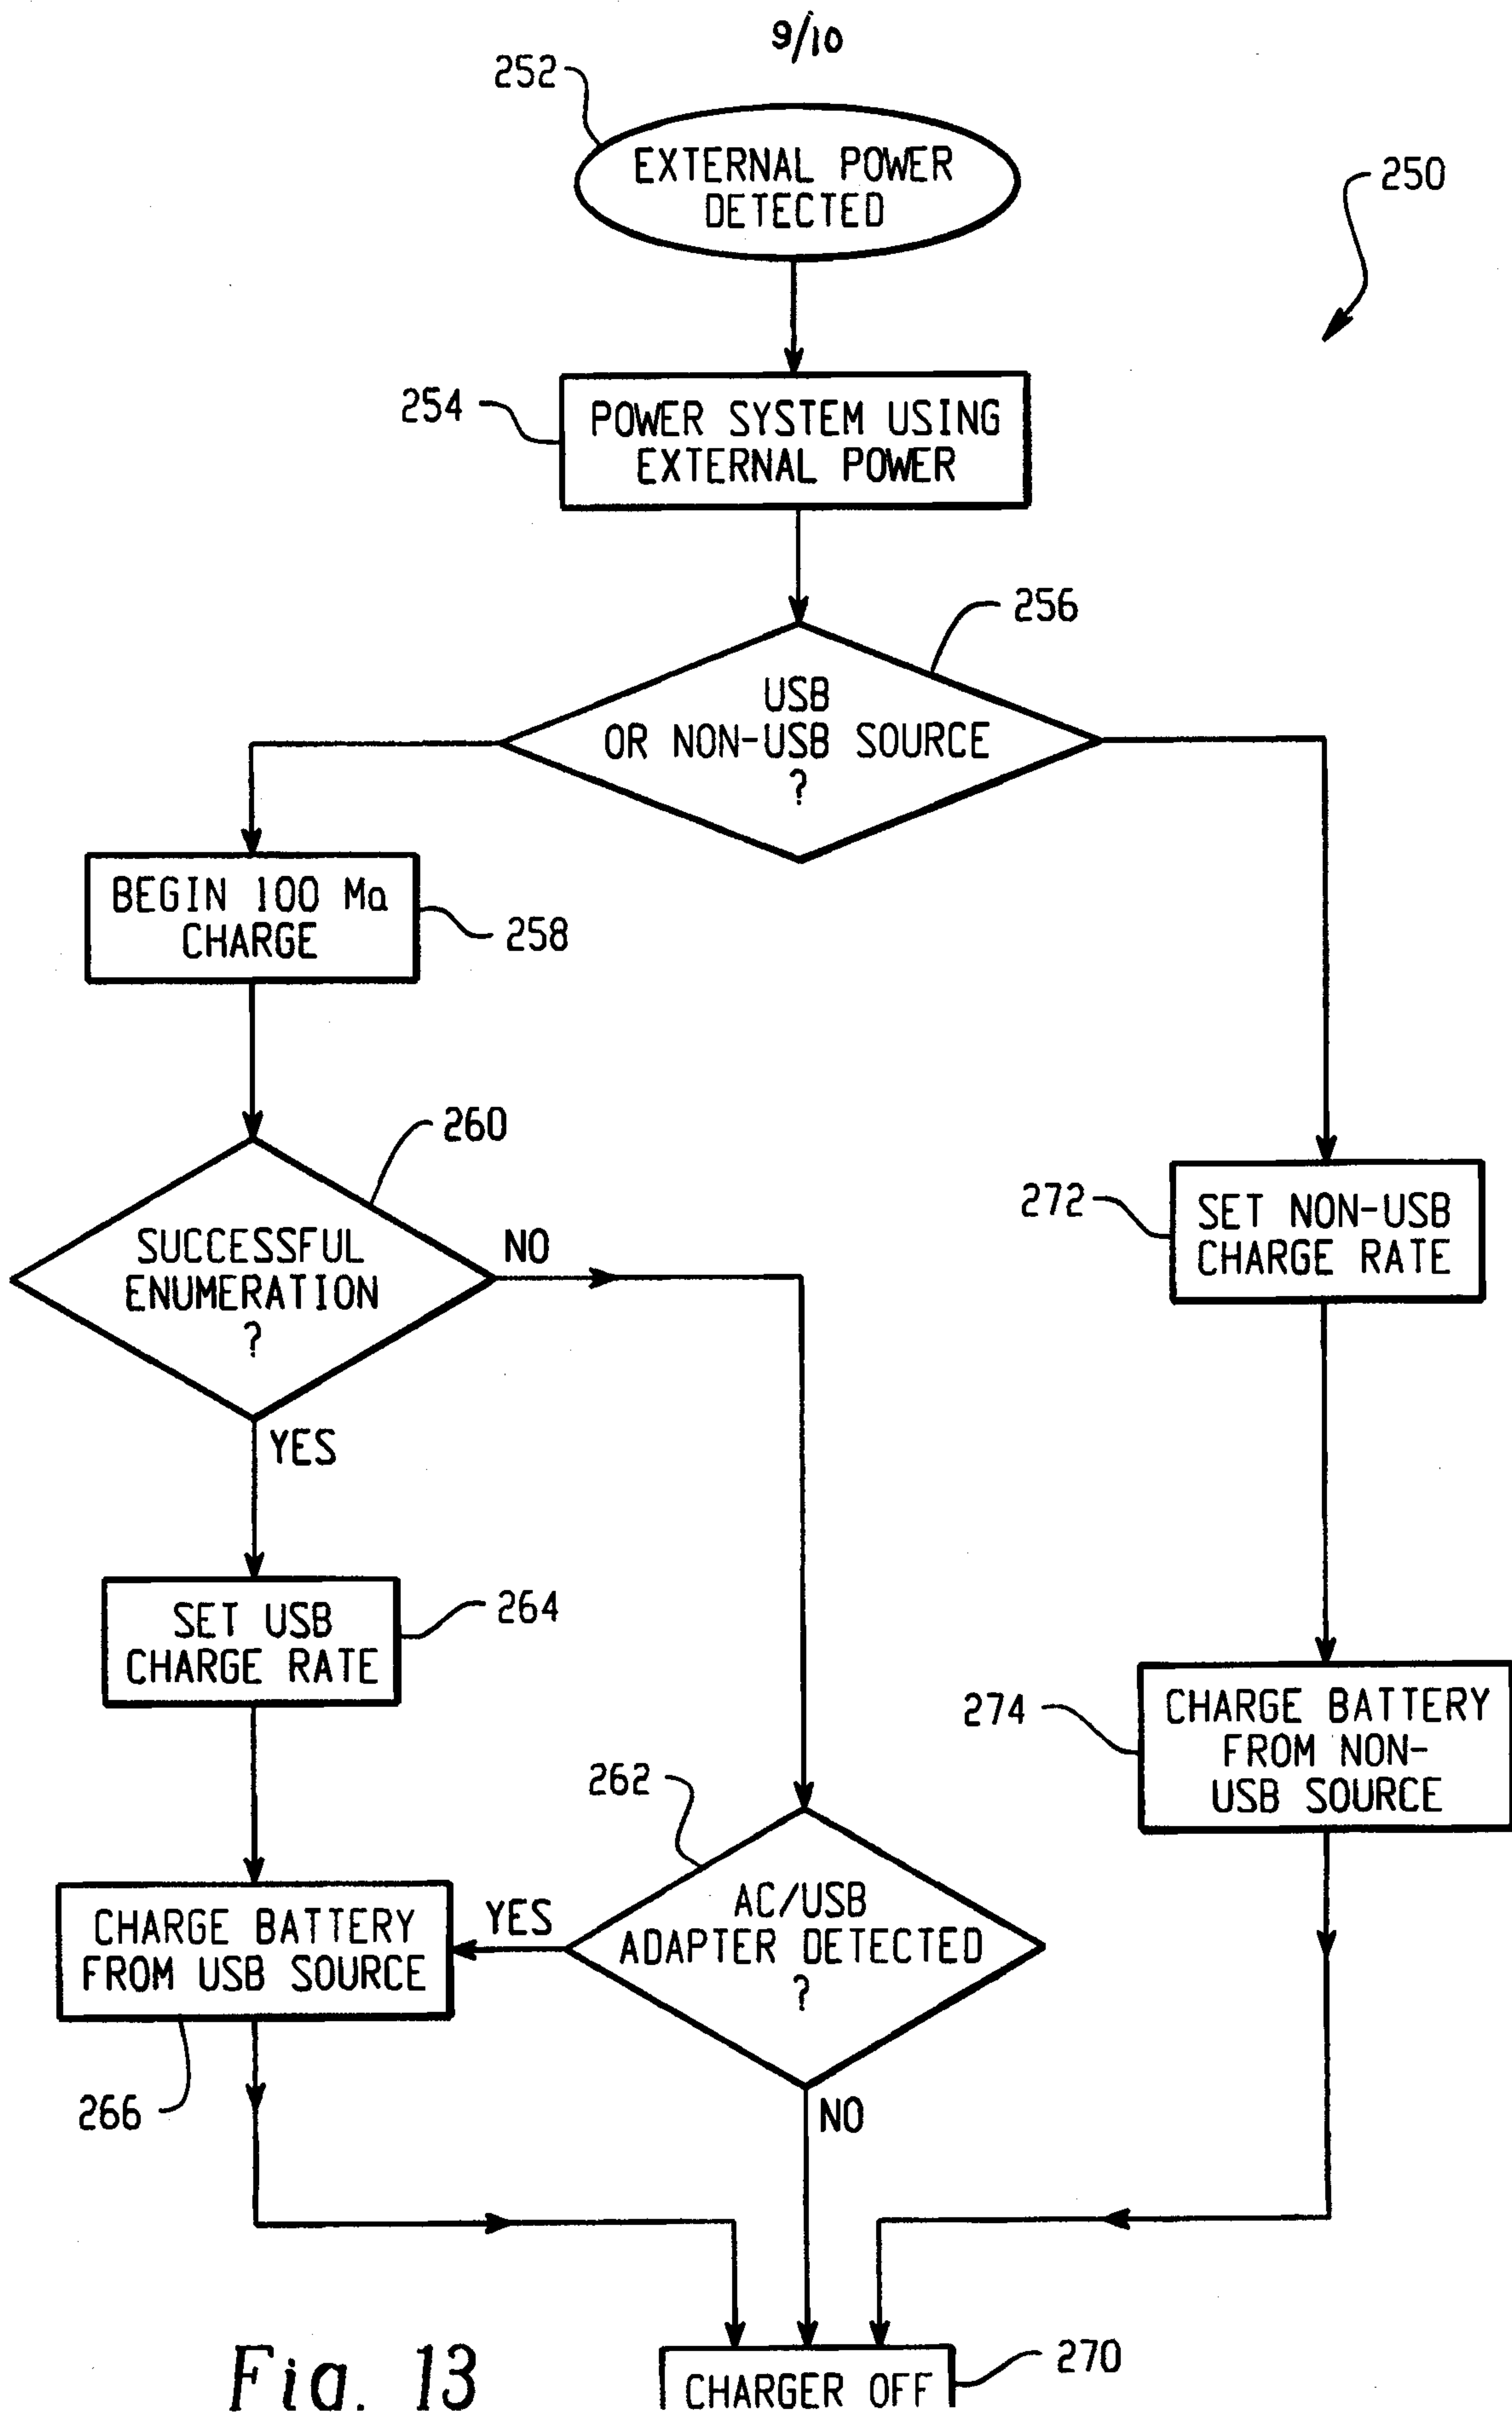 9/10
252
EXTERNAL POWER
DETECTED
250
254
POWER SYSTEM USING
EXTERNAL POWER
256
USB
OR NON-USB SOURCE
?
BEGIN 100 Ma
CHARGE
258
260
SUCCESSFUL
ENUMERATION
?
NO
YES
272
SET NON-USB
CHARGE RATE
SET USB
CHARGE RATE
264
274
CHARGE BATTERY
FROM NON-
USB SOURCE
262
AC/USB
ADAPTER DETECTED
?
YES
CHARGE BATTERY
FROM USB SOURCE
266
NO
270
CHARGER OFF
Fig. 13